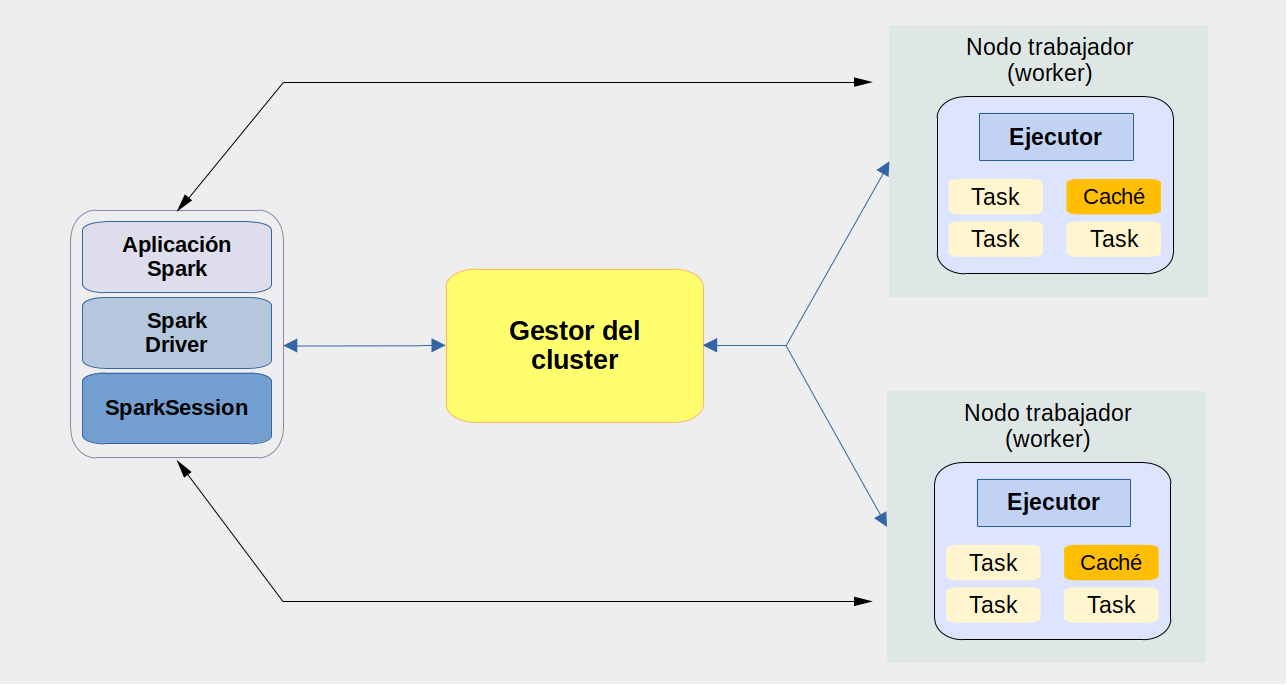 Aplicación
Spark
Spark
Driver
SparkSession
Gestor del
cluster
Nodo trabajador
(worker)
Ejecutor
Task
Caché
Task
Task
Nodo trabajador
(worker)
Ejecutor
Task
Caché
Task
Task